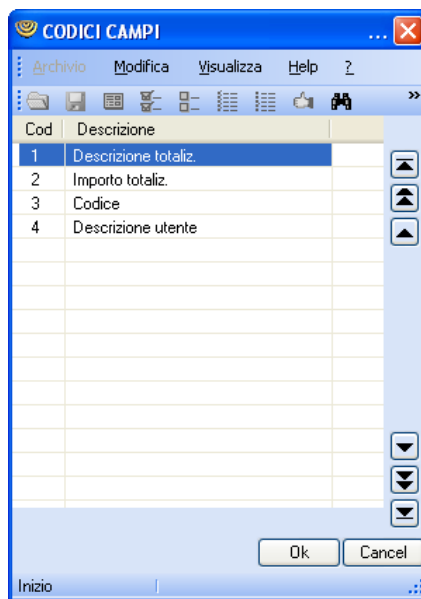 CODICI CAMPI ...
Archivio Modifica Visualizza Help ?
»
Cod Descrizione
1 Descrizione totaliz.
2 Importo totaliz.
3 Codice
4 Descrizione utente
Ok Cancel
Inizio